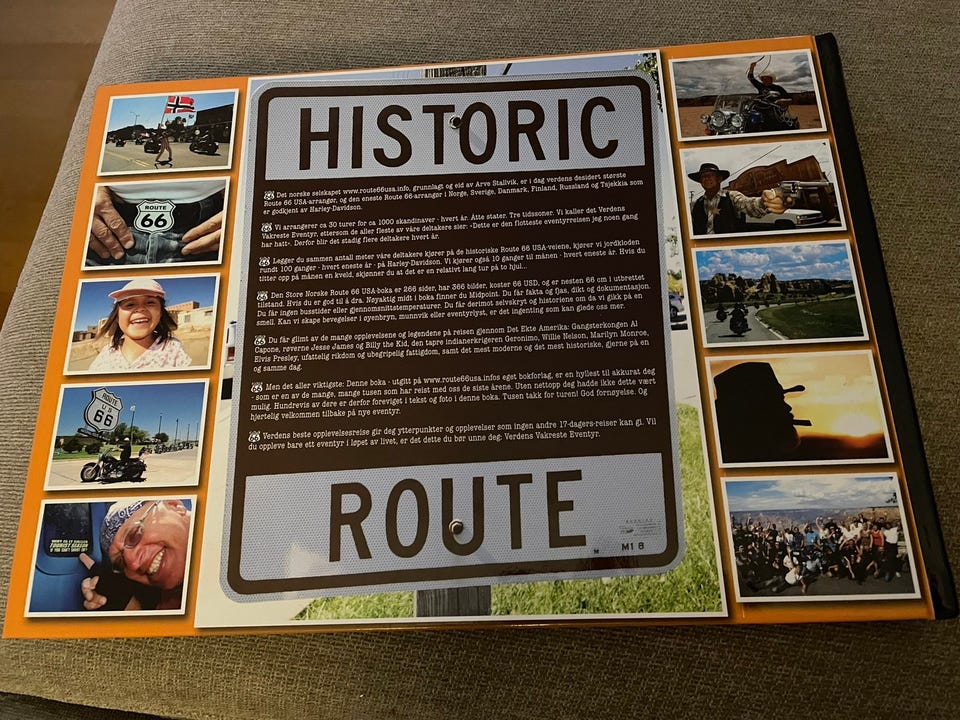 HISTORIC
Det norske selskapet www.route66usa.info, grunnlagt og eid av Arve Stallvik, er i dag verdens desidert største
Route 66 USA-arrangør, og den eneste Route 66-arrangør i Norge, Sverige, Danmark, Finland, Russland og Tsjekkia som
er godkjent av Harley-Davidson.
Vi arrangerer ca 30 turer for ca 1000 skandinaver - hvert år. Åtte stater. Tre tidssoner. Vi kaller det Verdens
Vakreste Eventyr, ettersom de aller fleste av våre deltakere sier: «Dette er den flotteste eventyrreisen jeg noen gang
har hatt». Derfor blir det stadig flere deltakere hvert år.
Legger du sammen antall meter våre deltakere kjører på de historiske Route 66 USA-veiene, kjører vi jordkloden
rundt 100 ganger - hvert eneste år - på Harley-Davidson. Vi kjører også 10 ganger til månen - hvert eneste år. Hvis du
titter opp på månen en kveld, skjønner du at det er en relativt lang tur på to hjul...
Den Store Norske Route 66 USA-boka er 266 sider, har 366 bilder, koster 66 USD, og er nesten 66 cm i utbrettet
tilstand. Hvis du er god til å dra. Nøyaktig midt i boka finner du Midpoint. Du får fakta og fjas, dikt og dokumentasjon.
Du får ingen busstider eller gjennomsnittstemperaturer. Du får derimot selvskryt og historiene om da vi gikk på en
smell. Kan vi skape bevegelser i øyenbryn, munnvik eller eventyrlyst, er det ingenting som kan glede oss mer.
Du får glimt av de mange opplevelsene og legendene på reisen gjennom Det Ekte Amerika: Gangsterkongen Al
Capone, røverne Jesse James og Billy the Kid, den tapre indianerkrigeren Geronimo, Willie Nelson, Marilyn Monroe,
Elvis Presley, ufattelig rikdom og ubegripelig fattigdom, samt det mest moderne og det mest historiske, gjerne på en
og samme dag.
Men det aller viktigste: Denne boka - utgitt på www.route66usa.infos eget bokforlag, er en hyllest til akkurat deg
- som er en av de mange, mange tusen som har reist med oss de siste årene. Uten nettopp deg hadde ikke dette vært
mulig. Hundrevis av dere er derfor foreviget i tekst og foto i denne boka. Tusen takk for turen! God fornøyelse. Og
hjertelig velkommen tilbake på nye eventyr.
Verdens beste opplevelsesreise gir deg ytterpunkter og opplevelser som ingen andre 17-dagers-reiser kan gi. Vil
du oppleve bare ett eventyr i løpet av livet, er det dette du bør unne deg: Verdens Vakreste Eventyr.
ROUTE
M1 8
ROUTE
66
ROUTE
66
TOURIST SEASON